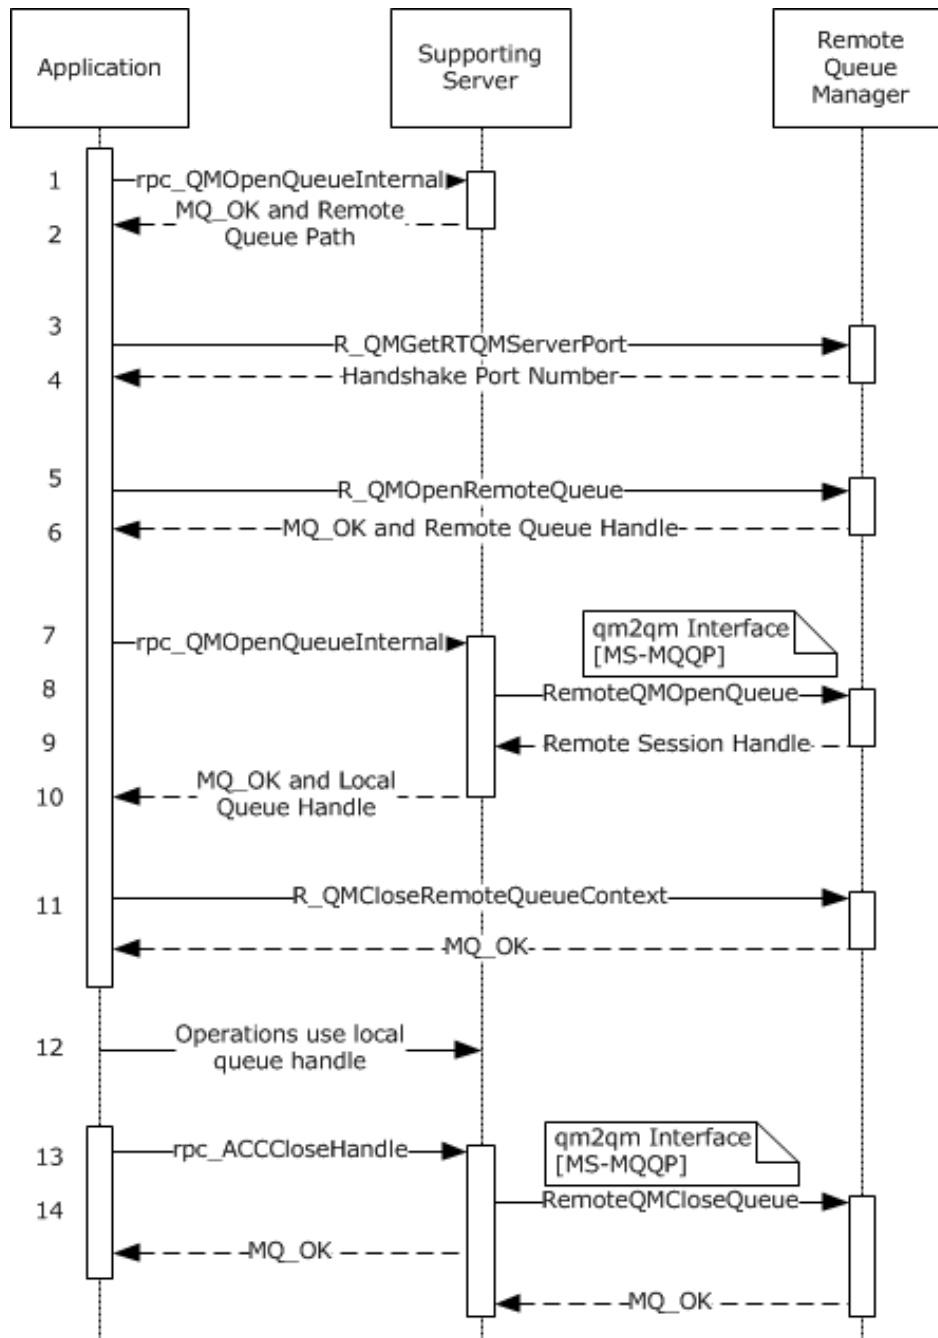 Application
Supporting
Server
Remote
Queue
Manager
1
rpc_QMOpenQueueInternal
2
MQ_OK and Remote
Queue Path
3
R_QMGetRTQMServerPort
4
Handshake Port Number
5
R_QMOpenRemoteQueue
6
MQ_OK and Remote Queue Handle
7
rpc_QMOpenQueueInternal
qm2qm Interface
[MS-MQQP]
8
RemoteQMOpenQueue
9
Remote Session Handle
10
MQ_OK and Local
Queue Handle
11
R_QMCloseRemoteQueueContext
MQ_OK
12
Operations use local
queue handle
13
rpc_ACCCloseHandle
qm2qm Interface
[MS-MQQP]
14
RemoteQMCloseQueue
MQ_OK
MQ_OK